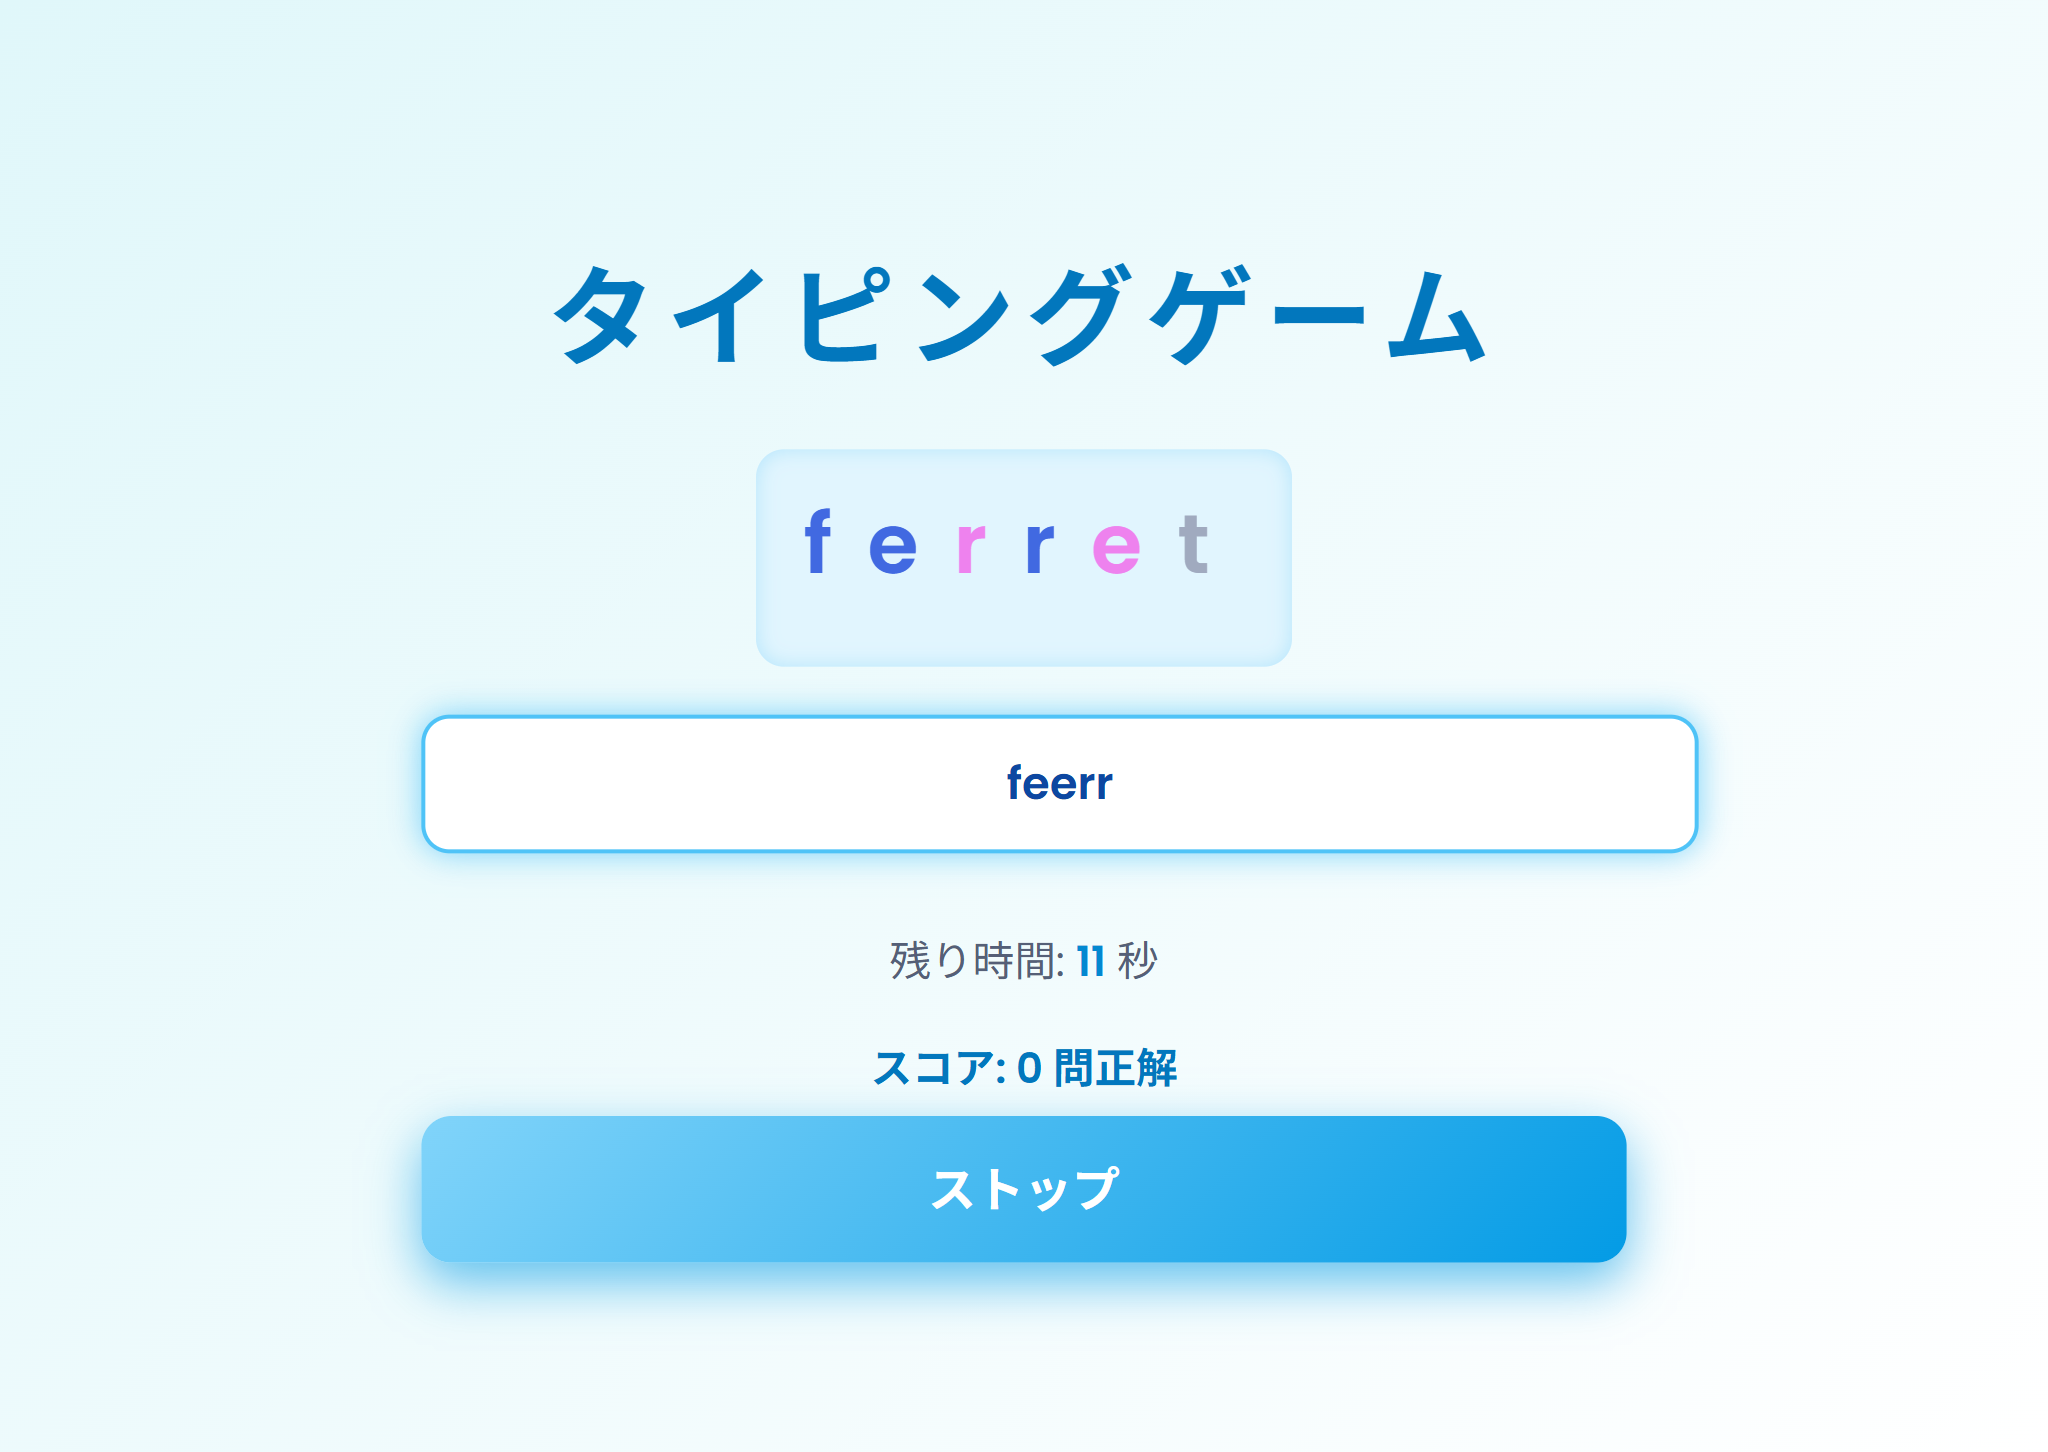 タイピングゲーム
f e r r e t
feerr
残り時間: 11 秒
スコア: 0 問正解
ストップ